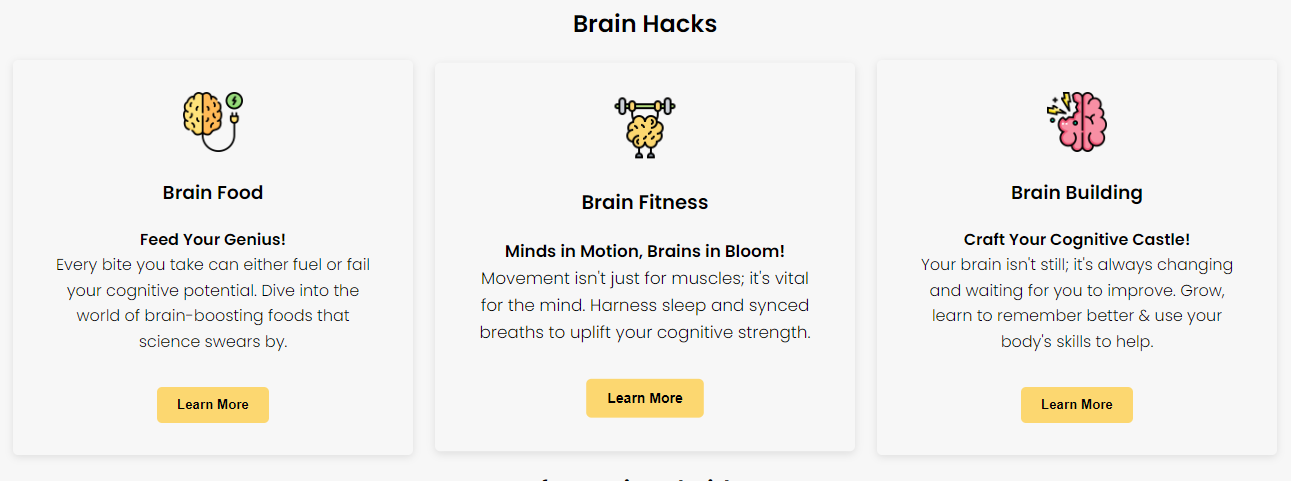 Brain Hacks
Brain Food
Feed Your Genius!
Every bite you take can either fuel or fail
your cognitive potential. Dive into the
world of brain-boosting foods that
science swears by.
Learn More
Brain Fitness
Minds in Motion, Brains in Bloom!
Movement isn't just for muscles; it's vital
for the mind. Harness sleep and synced
breaths to uplift your cognitive strength.
Learn More
Brain Building
Craft Your Cognitive Castle!
Your brain isn't still; it's always changing
and waiting for you to improve. Grow,
learn to remember better & use your
body's skills to help.
Learn More